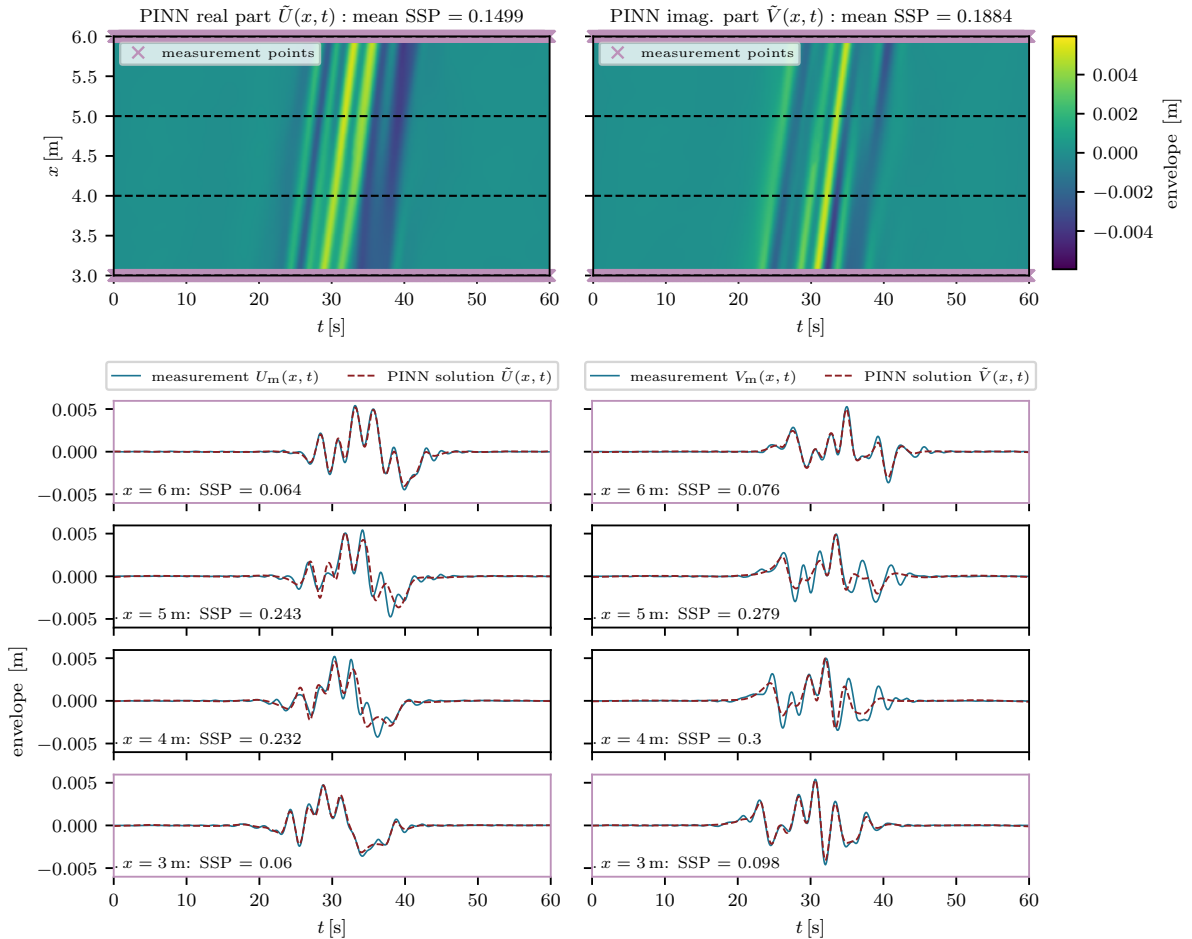 PINN real part Ũ(x, t) : mean SSP = 0.1499
PINN imag. part Ṽ(x, t) : mean SSP = 0.1884
measurement points
measurement points
6.0
5.5
5.0
4.5
4.0
3.5
3.0
x [m]
0 10 20 30 40 50 60
t [s]
0 10 20 30 40 50 60
t [s]
0.004
0.002
0.000
−0.002
−0.004
envelope [m]
measurement Uₘ(x, t) PINN solution Ũ(x, t)
measurement Vₘ(x, t) PINN solution Ṽ(x, t)
0.005
0.000
−0.005
x = 6 m: SSP = 0.064
x = 6 m: SSP = 0.076
0.005
0.000
−0.005
x = 5 m: SSP = 0.243
x = 5 m: SSP = 0.279
envelope [m]
0.005
0.000
−0.005
x = 4 m: SSP = 0.232
x = 4 m: SSP = 0.3
0.005
0.000
−0.005
x = 3 m: SSP = 0.06
x = 3 m: SSP = 0.098
0 10 20 30 40 50 60
t [s]
0 10 20 30 40 50 60
t [s]